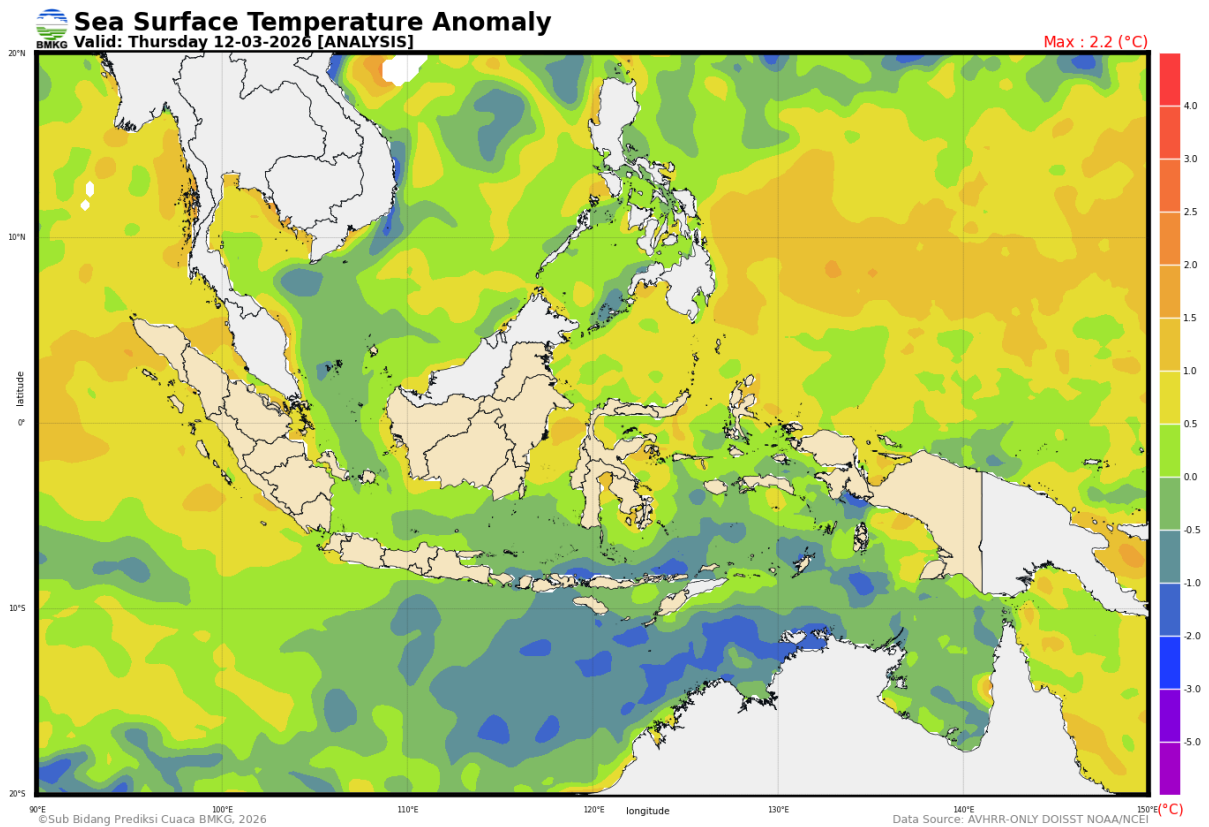 BMKG
Sea Surface Temperature Anomaly
Valid: Thursday 12-03-2026 [ANALYSIS]
Max : 2.2 (°C)
20°N
10°N
0°
10°S
20°S
latitude
90°E
100°E
110°E
120°E
130°E
140°E
150°E
longitude
4.0
3.0
2.5
2.0
1.5
1.0
0.5
0.0
-0.5
-1.0
-2.0
-3.0
-5.0
(°C)
©Sub Bidang Prediksi Cuaca BMKG, 2026
Data Source: AVHRR-ONLY DOISST NOAA/NCEI